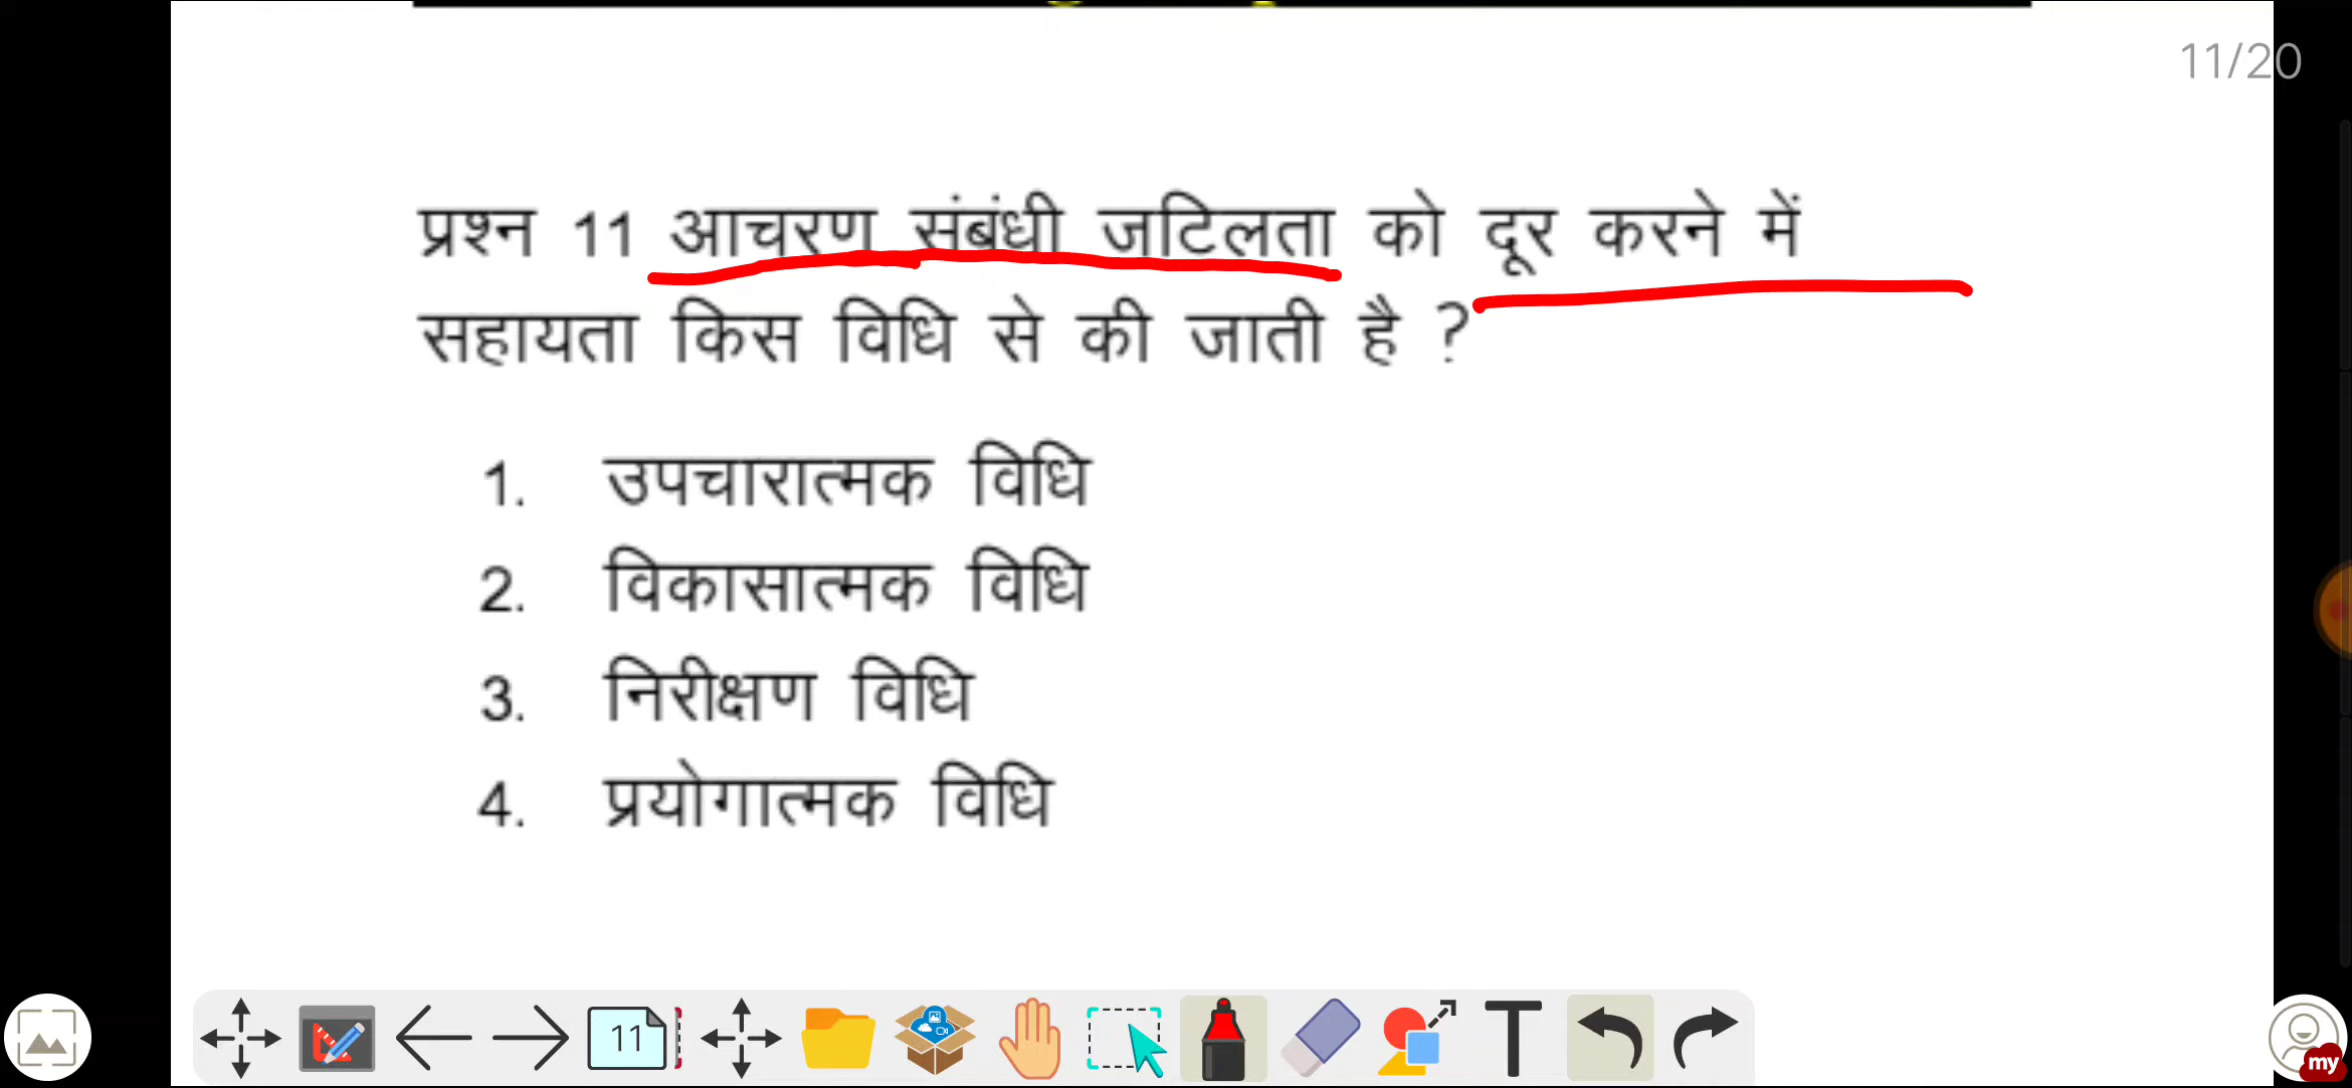 11/20
प्रश्न 11 आचरण संबंधी जटिलता को दूर करने में
सहायता किस विधि से की जाती है ?
1. उपचारात्मक विधि
2. विकासात्मक विधि
3. निरीक्षण विधि
4. प्रयोगात्मक विधि
11
T
my